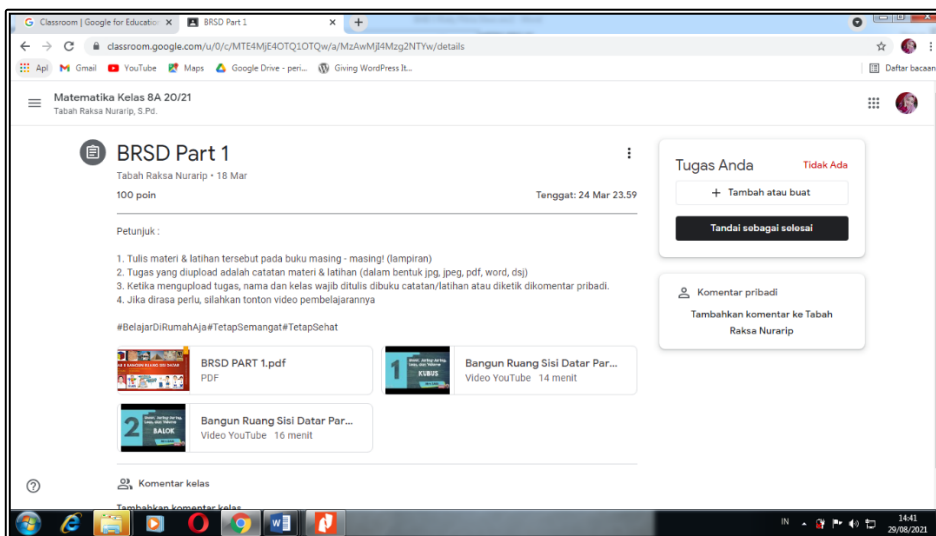 Classroom | Google for Education
BRSD Part 1
classroom.google.com/u/0/c/MTE4MjE4OTQ1OTQw/a/MzAwMjI4Mzg2NTYw/details
Apl
Gmail
YouTube
Maps
Google Drive - peri...
Giving WordPress It...
Daftar bacaan
Matematika Kelas 8A 20/21
Tabah Raksa Nurarip, S.Pd.
BRSD Part 1
Tabah Raksa Nurarip • 18 Mar
100 poin
Tenggat: 24 Mar 23.59
Petunjuk :
1. Tulis materi & latihan tersebut pada buku masing - masing! (lampiran)
2. Tugas yang diupload adalah catatan materi & latihan (dalam bentuk jpg, jpeg, pdf, word, dsj)
3. Ketika mengupload tugas, nama dan kelas wajib ditulis dibuku catatan/latihan atau diketik dikomentar pribadi.
4. Jika dirasa perlu, silahkan tonton video pembelajarannya
#BelajarDiRumahAja#TetapSemangat#TetapSehat
BRSD PART 1.pdf
PDF
1
KUBUS
Bangun Ruang Sisi Datar Par...
Video YouTube 14 menit
2
BALOK
Bangun Ruang Sisi Datar Par...
Video YouTube 16 menit
Komentar kelas
Tambahkan komentar kelas
Tugas Anda
Tidak Ada
+ Tambah atau buat
Tandai sebagai selesai
Komentar pribadi
Tambahkan komentar ke Tabah
Raksa Nurarip
IN
14:41
29/08/2021